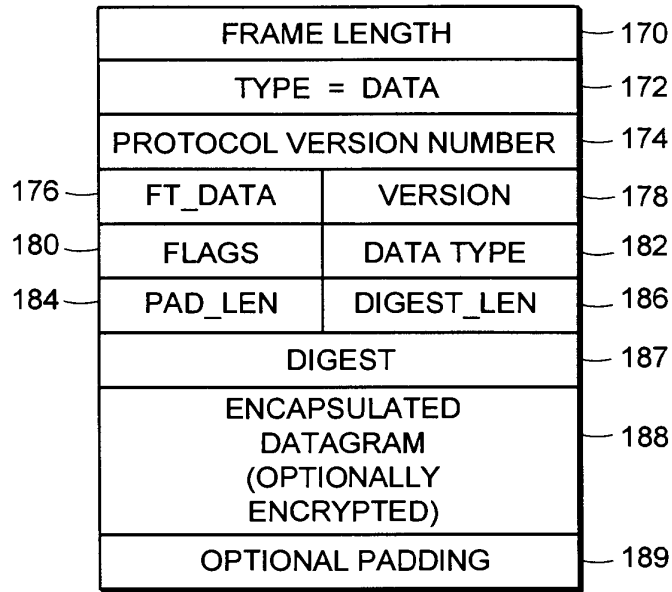 FRAME LENGTH 170
TYPE = DATA 172
PROTOCOL VERSION NUMBER 174
176 FT_DATA VERSION 178
180 FLAGS DATA TYPE 182
184 PAD_LEN DIGEST_LEN 186
DIGEST 187
ENCAPSULATED
DATAGRAM 188
(OPTIONALLY
ENCRYPTED)
OPTIONAL PADDING 189